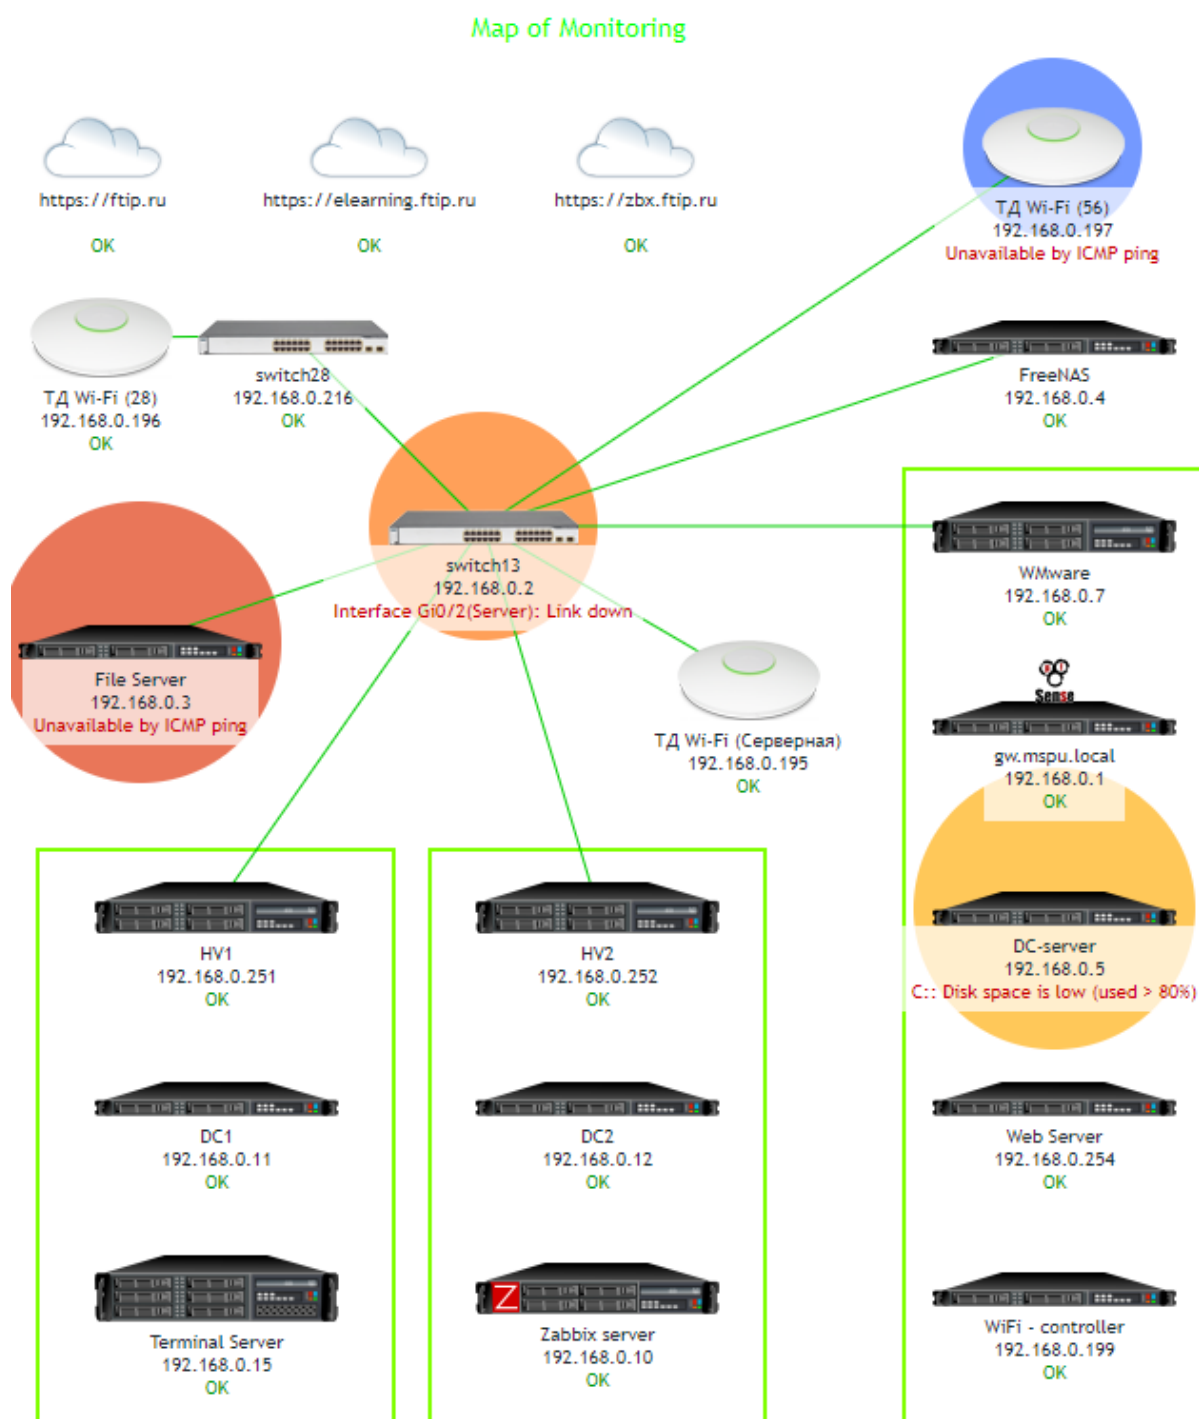 Map of Monitoring
https://ftip.ru
OK
https://elearning.ftip.ru
OK
https://zbx.ftip.ru
OK
ТД Wi-Fi (56)
192.168.0.197
Unavailable by ICMP ping
ТД Wi-Fi (28)
192.168.0.196
OK
switch28
192.168.0.216
OK
FreeNAS
192.168.0.4
OK
switch13
192.168.0.2
Interface Gi0/2(Server): Link down
WMware
192.168.0.7
OK
File Server
192.168.0.3
Unavailable by ICMP ping
ТД Wi-Fi (Серверная)
192.168.0.195
OK
Sense
gw.mspu.local
192.168.0.1
OK
HV1
192.168.0.251
OK
HV2
192.168.0.252
OK
DC-server
192.168.0.5
C:: Disk space is low (used > 80%)
DC1
192.168.0.11
OK
DC2
192.168.0.12
OK
Web Server
192.168.0.254
OK
Terminal Server
192.168.0.15
OK
Z
Zabbix server
192.168.0.10
OK
WiFi - controller
192.168.0.199
OK